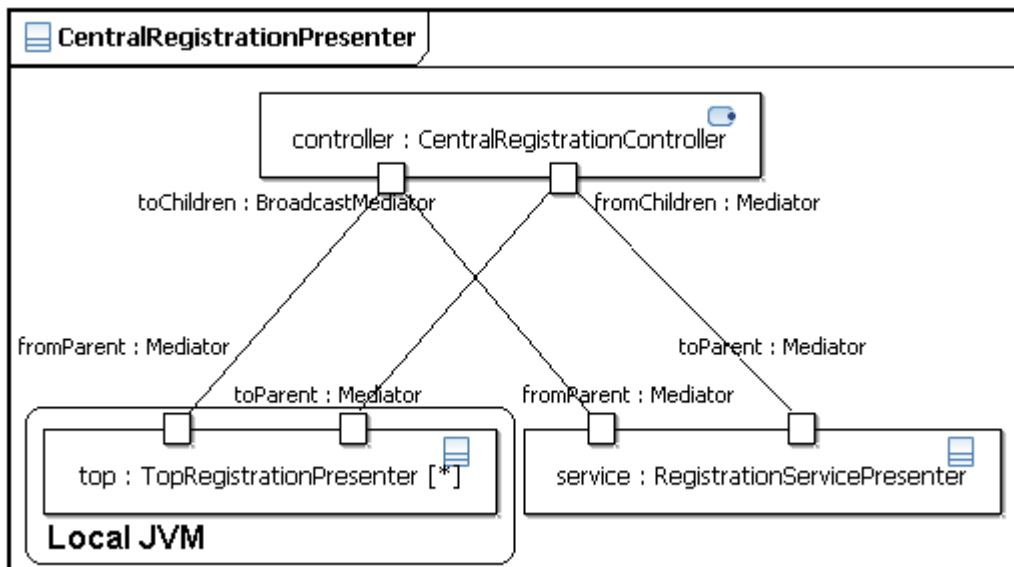 CentralRegistrationPresenter
controller : CentralRegistrationController
toChildren : BroadcastMediator
fromChildren : Mediator
fromParent : Mediator
toParent : Mediator
toParent : Mediator
fromParent : Mediator
top : TopRegistrationPresenter [*]
service : RegistrationServicePresenter
Local JVM